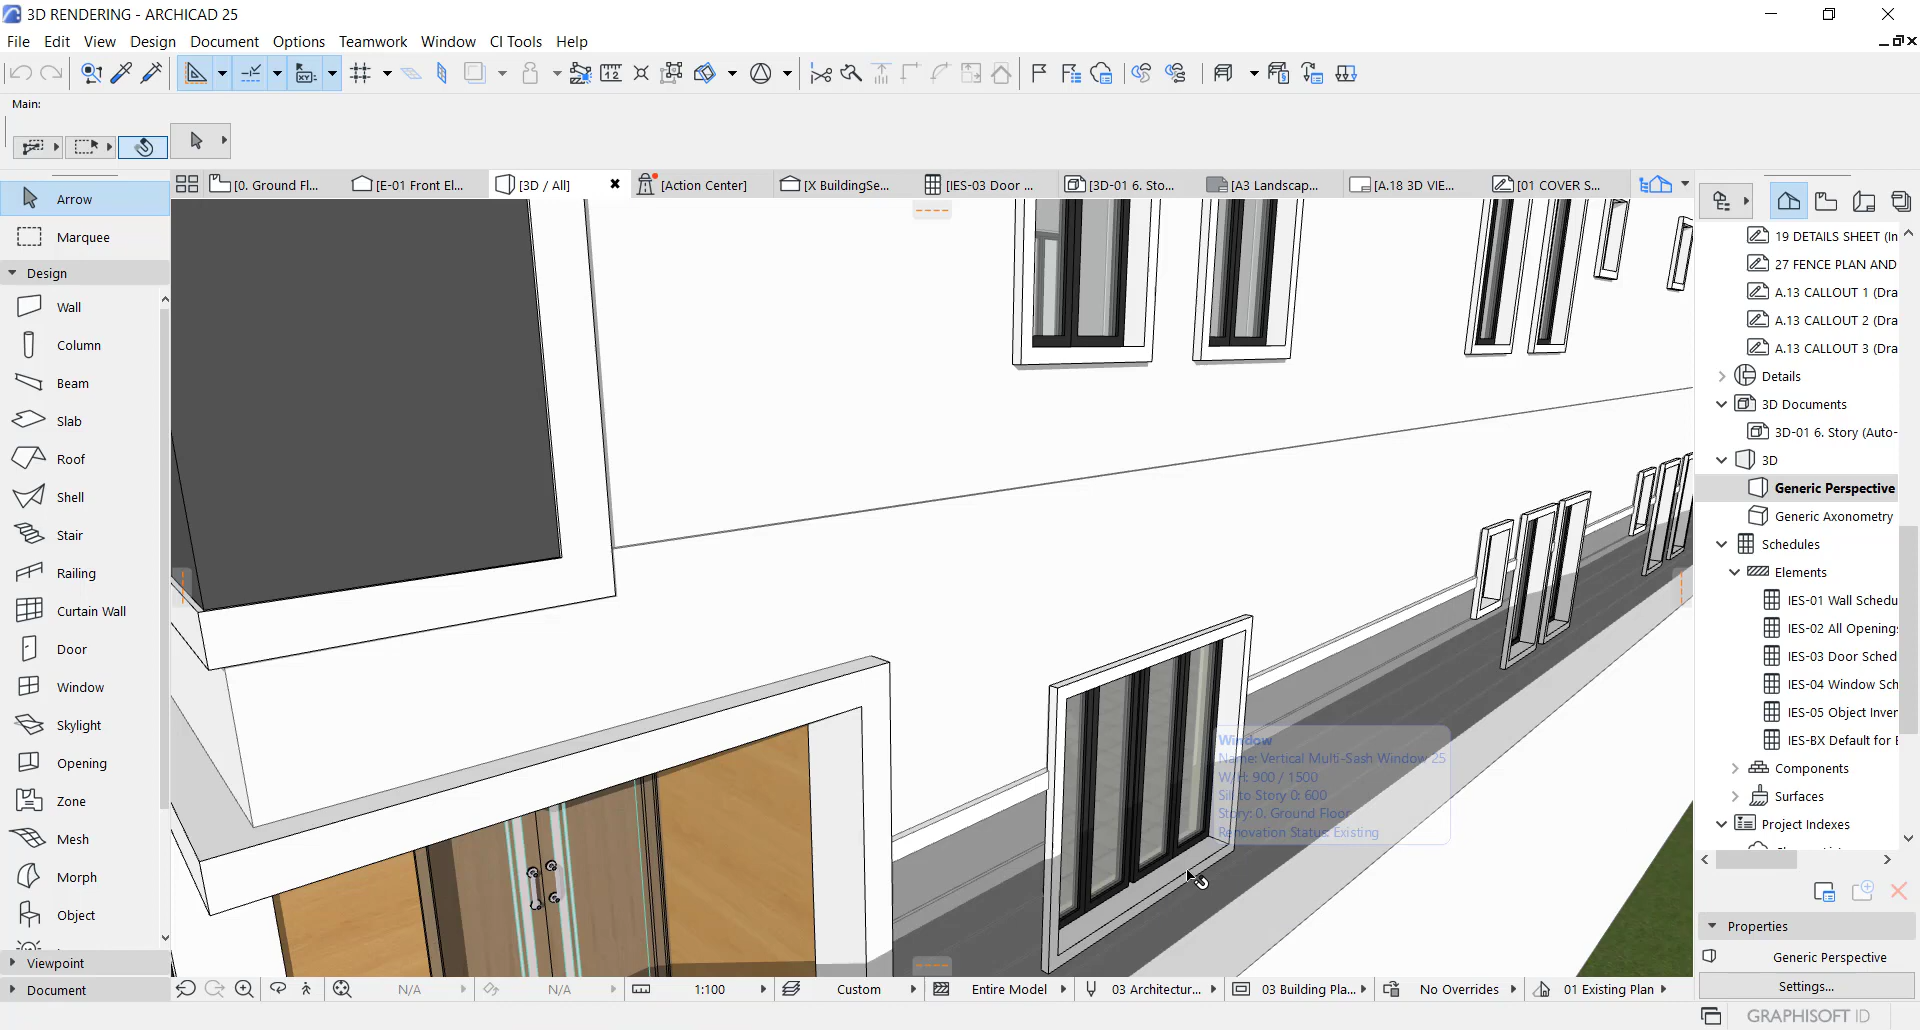 3D RENDERING - ARCHICAD 25
File Edit View Design Document Options Teamwork Window CI Tools Help
Main:
[0. Ground Fl... [E-01 Front El... [3D / All] [Action Center] [X BuildingSe... [IES-03 Door ... [3D-01 6. Sto... [A3 Landscap... [A.18 3D VIE... [01 COVER S...
Arrow
Marquee
Design
Wall
Column
Beam
Slab
Roof
Shell
Stair
Railing
Curtain Wall
Door
Window
Skylight
Opening
Zone
Mesh
Morph
Object
Viewpoint
Document
Window
Name: Vertical Multi-Sash Window 25
W/H: 900 / 1500
Sill to Story 0: 600
Story: 0. Ground Floor
Renovation Status: Existing
19 DETAILS SHEET (In
27 FENCE PLAN AND
A.13 CALLOUT 1 (Dra
A.13 CALLOUT 2 (Dra
A.13 CALLOUT 3 (Dra
Details
3D Documents
3D-01 6. Story (Auto-
3D
Generic Perspective
Generic Axonometry
Schedules
Elements
IES-01 Wall Schedu
IES-02 All Opening
IES-03 Door Sched
IES-04 Window Sch
IES-05 Object Inver
IES-BX Default for E
Components
Surfaces
Project Indexes
Properties
Generic Perspective
Settings...
N/A N/A 1:100 Custom Entire Model 03 Architectur... 03 Building Pla... No Overrides 01 Existing Plan
GRAPHISOFT ID